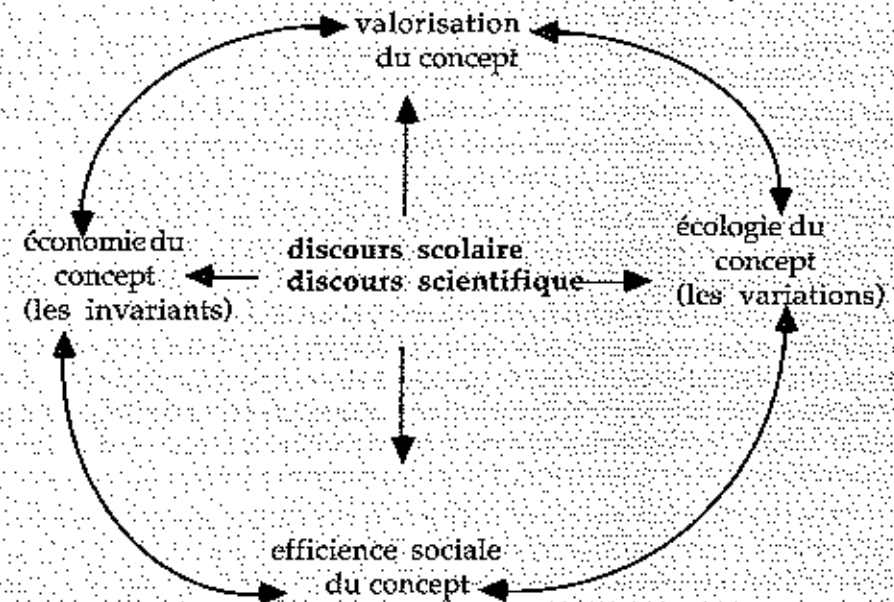 valorisation
du concept
économie du
concept
(les invariants)
discours scolaire
discours scientifique
écologie du
concept
(les variations)
efficience sociale
du concept